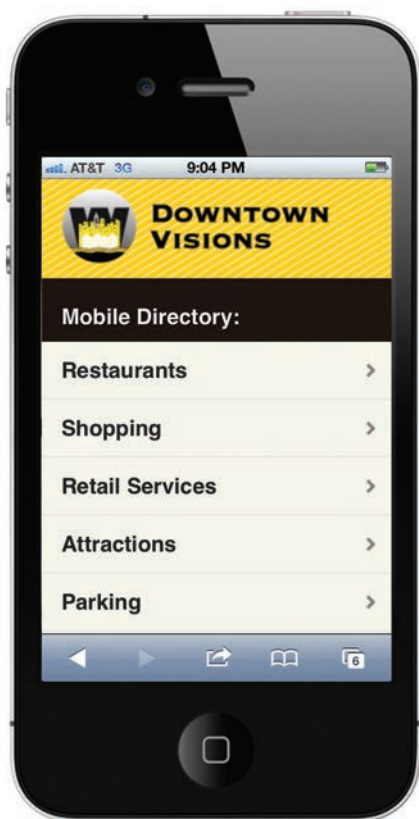 AT&T 3G 9:04 PM
W
DOWNTOWN
VISIONS
Mobile Directory:
Restaurants
Shopping
Retail Services
Attractions
Parking
6